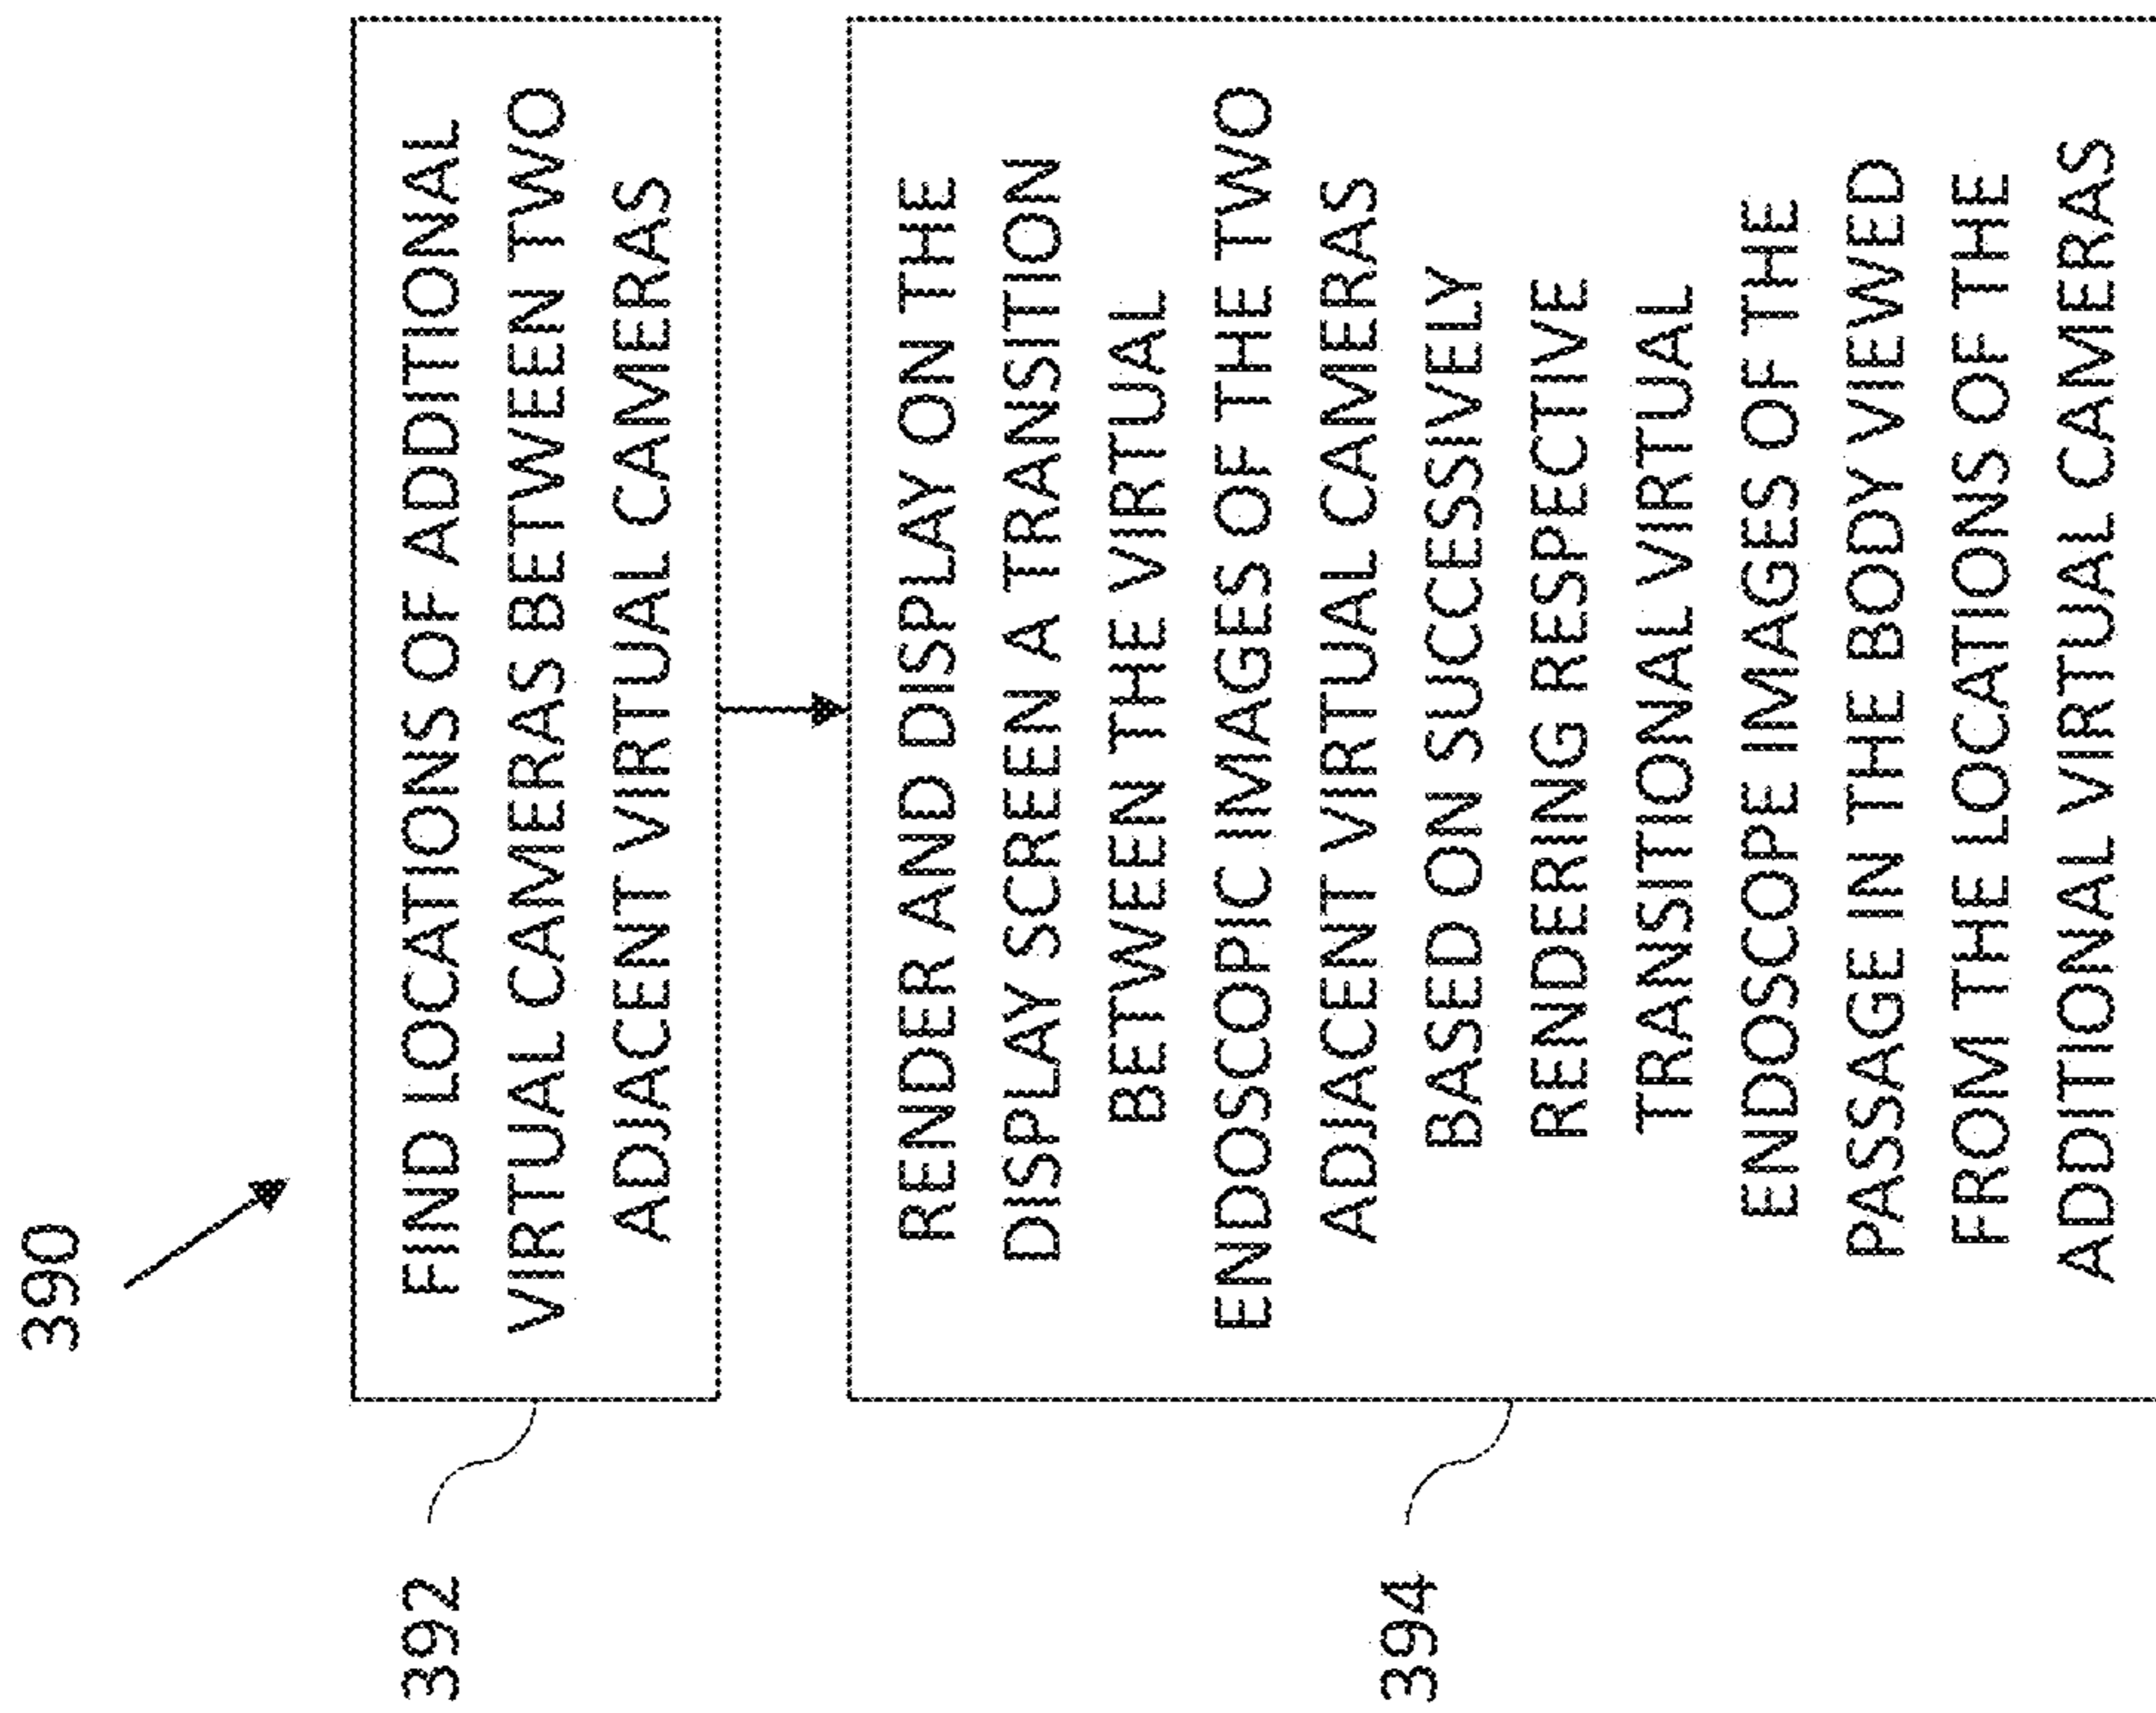 390
392
FIND LOCATIONS OF ADDITIONAL
VIRTUAL CAMERAS BETWEEN TWO
ADJACENT VIRTUAL CAMERAS
394
RENDER AND DISPLAY ON THE
DISPLAY SCREEN A TRANSITION
BETWEEN THE VIRTUAL
ENDOSCOPIC IMAGES OF THE TWO
ADJACENT VIRTUAL CAMERAS
BASED ON SUCCESSIVELY
RENDERING RESPECTIVE
TRANSITIONAL VIRTUAL
ENDOSCOPE IMAGES OF THE
PASSAGE IN THE BODY VIEWED
FROM THE LOCATIONS OF THE
ADDITIONAL VIRTUAL CAMERAS